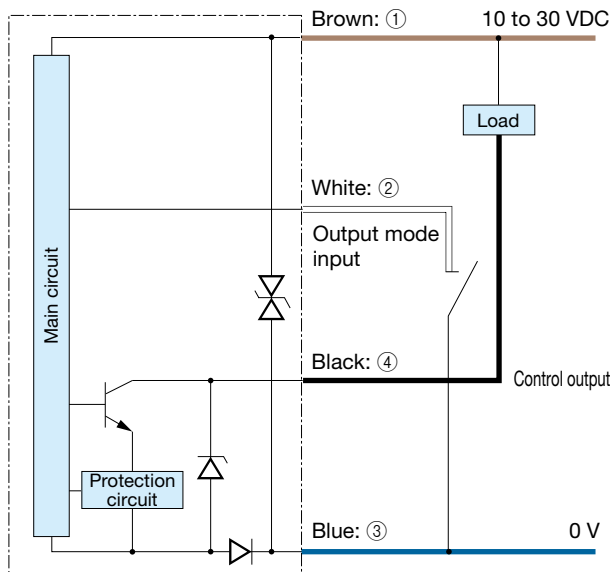 Brown: ① 10 to 30 VDC
Load
White: ②
Output mode
input
Main circuit
Black: ④ Control output
Protection
circuit
Blue: ③ 0 V